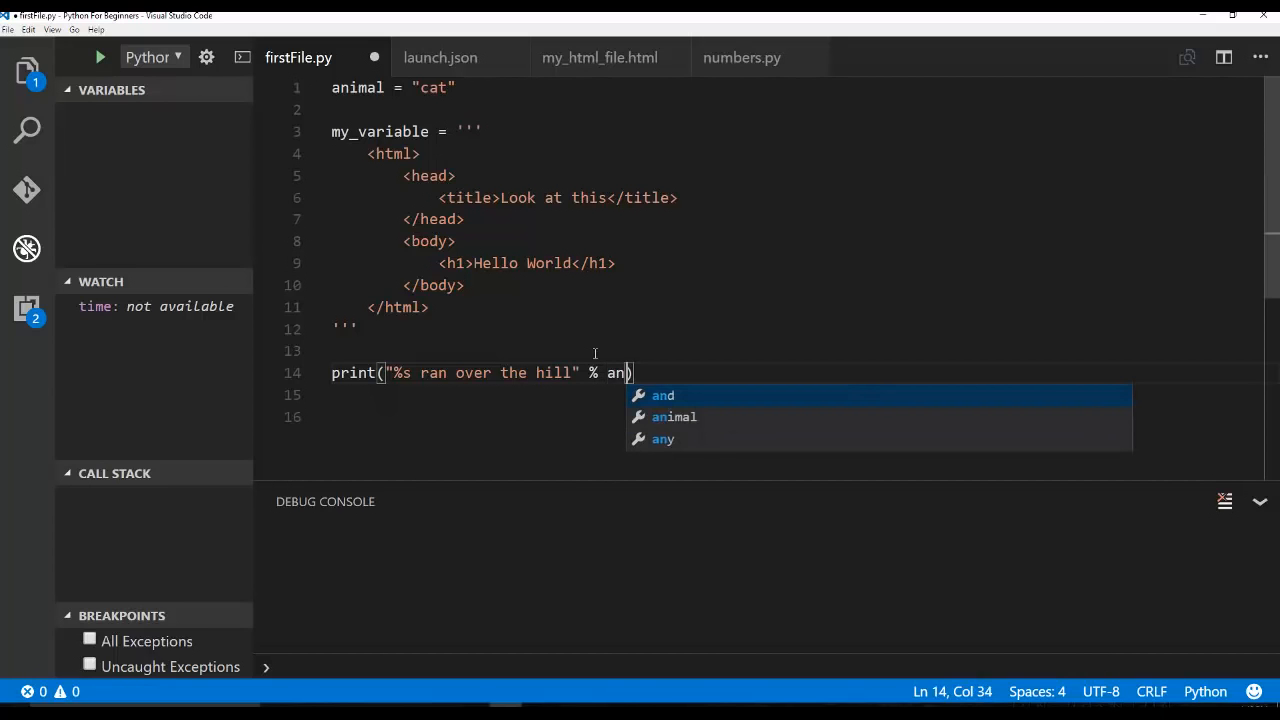 ● firstFile.py - Python For Beginners - Visual Studio Code
File Edit View Go Help
Python
firstFile.py
launch.json
my_html_file.html
numbers.py
1
VARIABLES
WATCH
time: not available
CALL STACK
BREAKPOINTS
All Exceptions
Uncaught Exceptions
2
1 animal = "cat"
2
3 my_variable = '''
4 <html>
5 <head>
6 <title>Look at this</title>
7 </head>
8 <body>
9 <h1>Hello World</h1>
10 </body>
11 </html>
12 '''
13
14 print("%s ran over the hill" % an)
15
16
and
animal
any
DEBUG CONSOLE
0 0
Ln 14, Col 34 Spaces: 4 UTF-8 CRLF Python